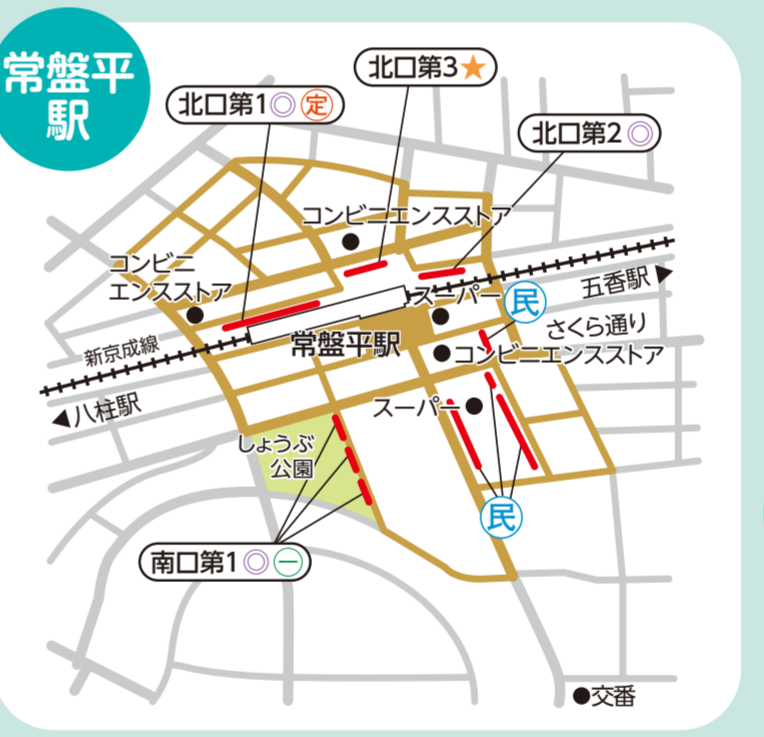 常盤平
駅
北口第3★
北口第1◎定
北口第2◎
コンビニエンスストア
コンビニ
エンスストア
スーパー
民
五香駅▶
さくら通り
新京成線
常盤平駅
コンビニエンスストア
◀八柱駅
スーパー
しょうぶ
公園
民
南口第1◎一
交番